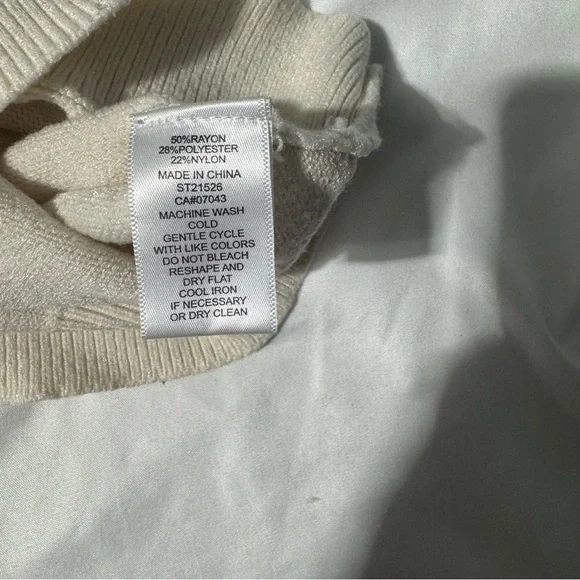 50%RAYON
28%POLYESTER
22%NYLON
MADE IN CHINA
ST21526
CA#07043
MACHINE WASH
COLD
GENTLE CYCLE
WITH LIKE COLORS
DO NOT BLEACH
RESHAPE AND
DRY FLAT
COOL IRON
IF NECESSARY
OR DRY CLEAN